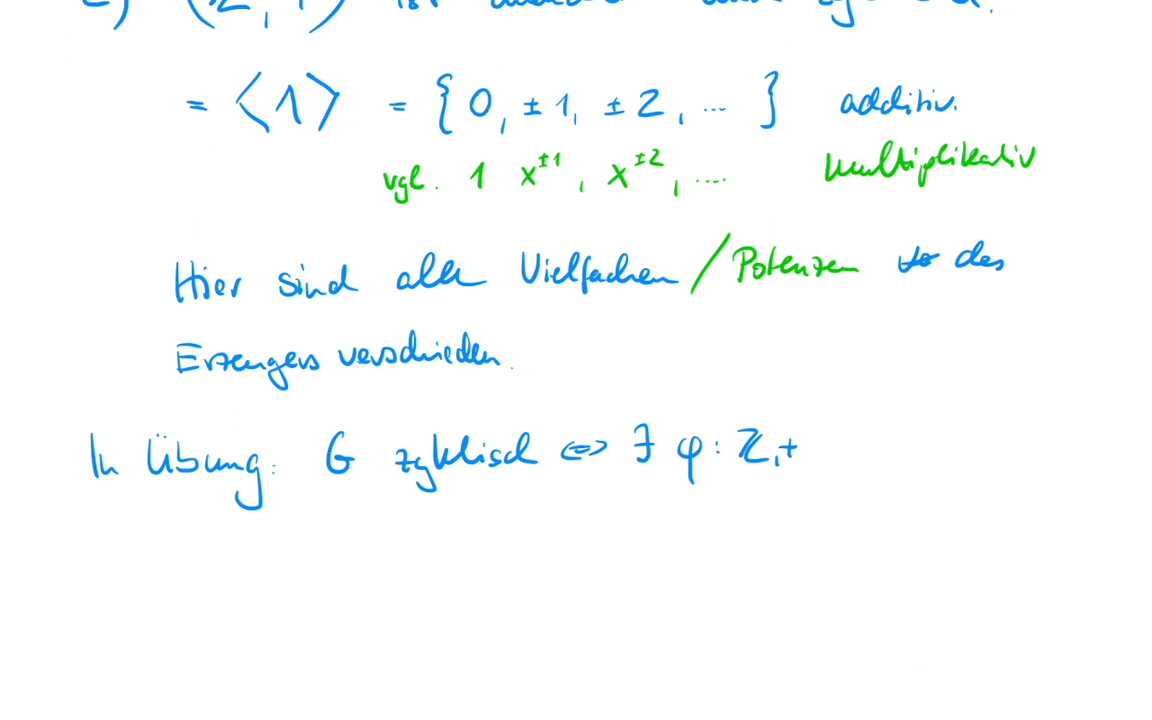 = ⟨1⟩ = { 0, ±1, ±2, ... } additiv.
vgl. 1 x^{±1}, x^{±2}, .... multiplikativ
Hier sind alle Vielfachen / Potenzen des
Erzengers verschieden.
In Übung: G zyklisch ⇔ ∃ φ: ℤ,+